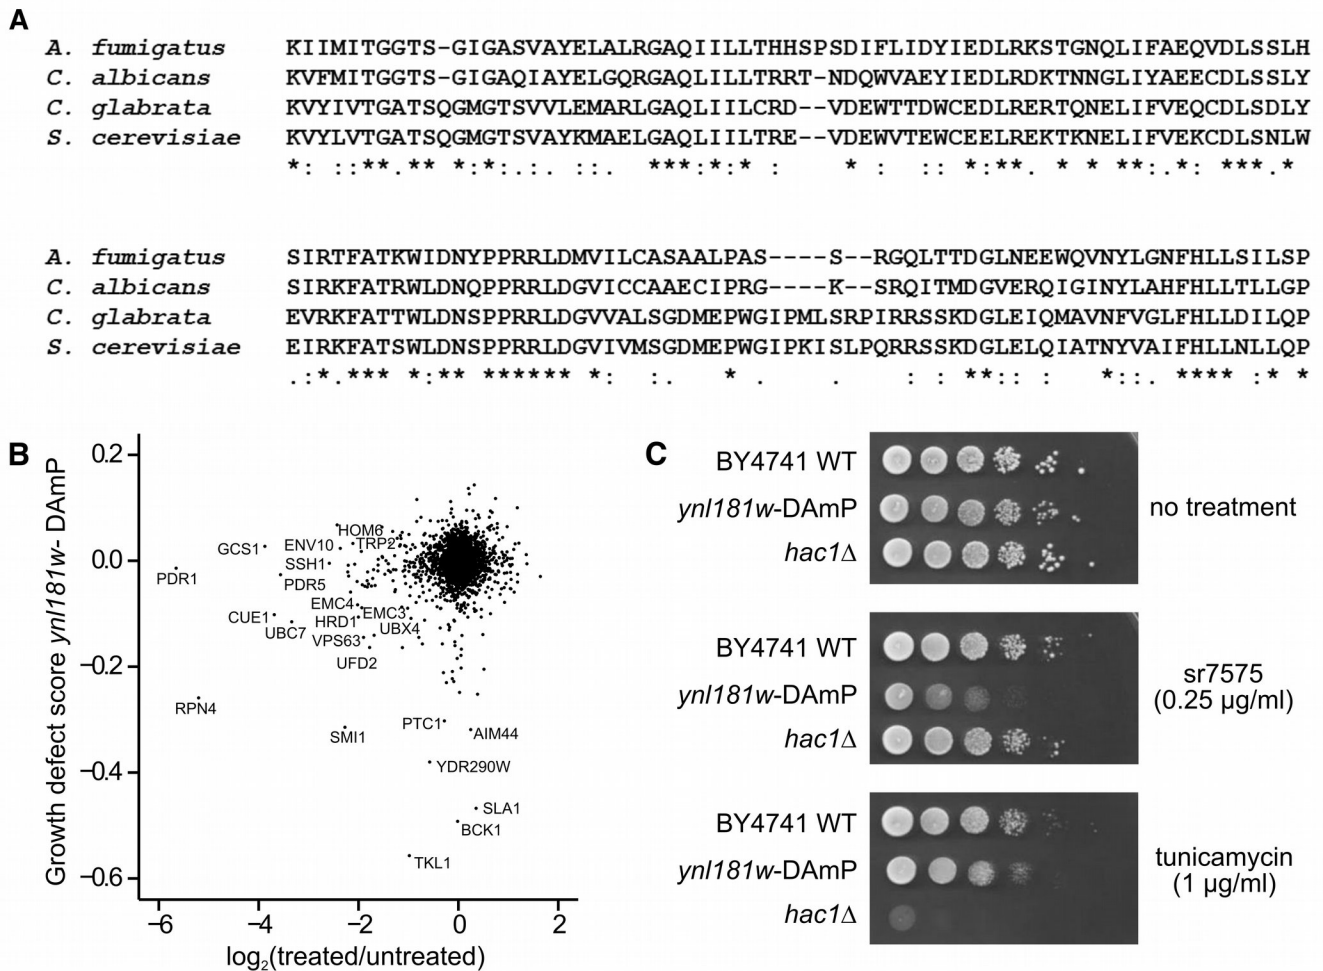 A
A. fumigatus KIIMITGGTS-GIGASVAYELALRGAQIILLTHHSPSDIFLIDYIEDLRKSTGNQLIFAEQVDLSSLH
C. albicans KVFMITGGTS-GIGAQIAYELGQRGAQLILLTRRT-NDQWVAEYIEDLRDKTNNGLIYAEECDLSSLY
C. glabrata KVYIVTGATSQGMGTSVVLEMARLGAQLIILCRD--VDEWTTDWCEDLRERTQNELIFVEQCDLSDLY
S. cerevisiae KVYLVTGATSQGMGTSVAYKMAELGAQLIILTRE--VDEWVTEWCEELREKTKNELIFVEKCDLSNLW
*: ::**.** *:*:.:. ::. ***:*:* : * : :: *:**. * * **:.*: ***.*
A. fumigatus SIRTFATKWIDNYPPRRLDMVILCASAALPAS----S--RGQLTTDGLNEEWQVNYLGNFHLLSILSP
C. albicans SIRKFATRWLDNQPPRRLDGVICCAAECIPRG----K--SRQITMDGVERQIGINYLAHFHLLTLLGP
C. glabrata EVRKFATTWLDNSPPRRLDGVVALSGDMEPWGIPMLSRPIRRSSKDGLEIQMAVNFVGLFHLLDILQP
S. cerevisiae EIRKFATSWLDNSPPRRLDGVIVMSGDMEPWGIPKISLPQRRSSKDGLELQIATNYVAIFHLLNLLQP
.:*.*** *:** ****** *: :. * . . : : **:: : *::. **** :* *
B
Growth defect score ynl181w- DAmP
0.2
0.0
−0.2
−0.4
−0.6
HOM6
GCS1
ENV10
TRP2
SSH1
PDR1
PDR5
EMC4
EMC3
CUE1
HRD1
UBC7
UBX4
VPS63
UFD2
RPN4
PTC1
SMI1
AIM44
YDR290W
SLA1
BCK1
TKL1
−6 −4 −2 0 2
log2(treated/untreated)
C
BY4741 WT
ynl181w-DAmP
hac1Δ
no treatment
BY4741 WT
ynl181w-DAmP
hac1Δ
sr7575
(0.25 µg/ml)
BY4741 WT
ynl181w-DAmP
hac1Δ
tunicamycin
(1 µg/ml)